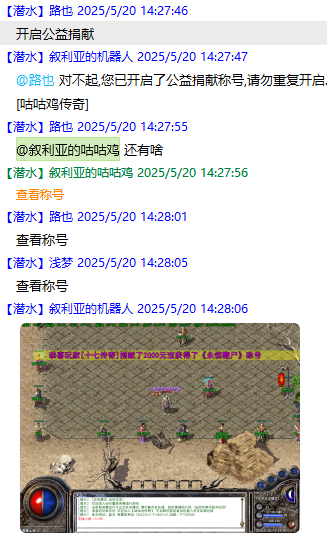 【潜水】路也 2025/5/20 14:27:46
开启公益捐献
【潜水】叙利亚的机器人 2025/5/20 14:27:47
@路也 对不起,您已开启了公益捐献称号,请勿重复开启.
[咕咕鸡传奇]
【潜水】路也 2025/5/20 14:27:55
@叙利亚的咕咕鸡 还有啥
【潜水】叙利亚的咕咕鸡 2025/5/20 14:27:56
查看称号
【潜水】路也 2025/5/20 14:28:01
查看称号
【潜水】浅梦 2025/5/20 14:28:05
查看称号
【潜水】叙利亚的机器人 2025/5/20 14:28:06
恭喜玩家[十七传奇]捐献了2000元宝获得了《永恒僵尸》称号